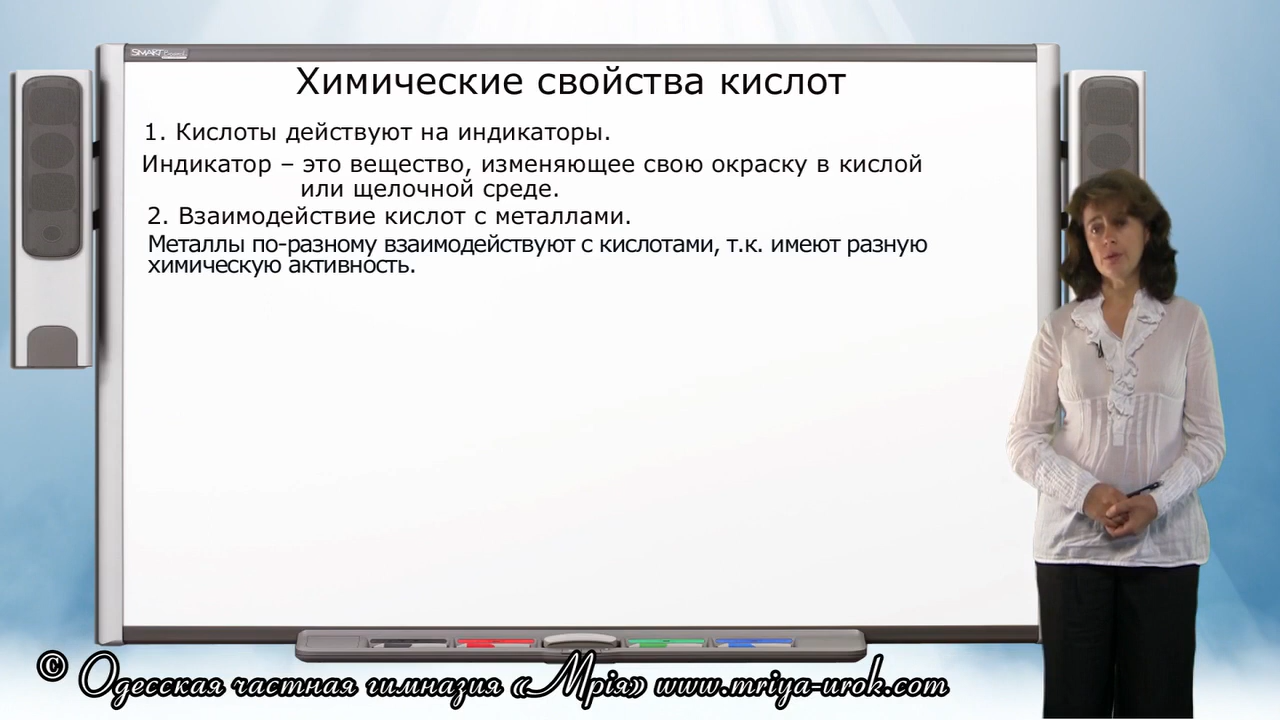 SMART Board
Химические свойства кислот
1. Кислоты действуют на индикаторы.
Индикатор – это вещество, изменяющее свою окраску в кислой
или щелочной среде.
2. Взаимодействие кислот с металлами.
Металлы по-разному взаимодействуют с кислотами, т.к. имеют разную
химическую активность.
© Одесская частная гимназия «Мрія» www.mriya-urok.com